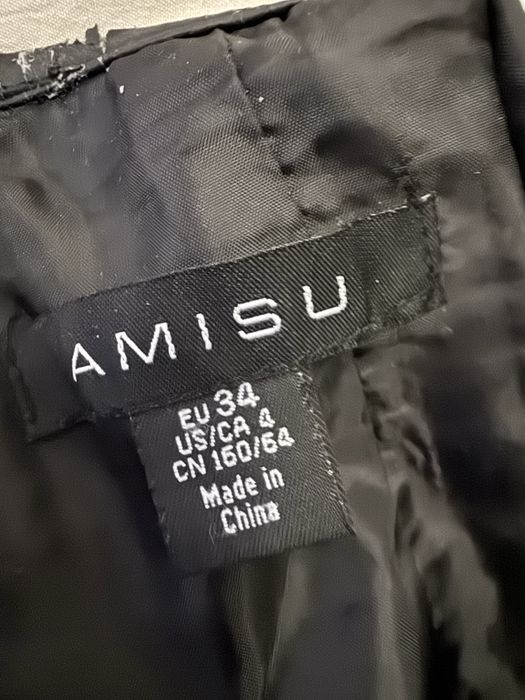 AMISU
EU 34
US/CA 4
CN 160/64
Made in
China